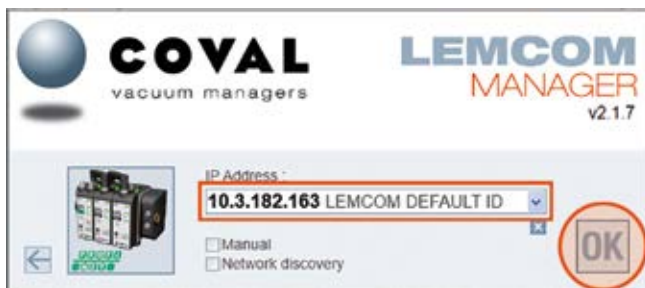 COVAL
vacuum managers
LEMCOM
MANAGER
v2.1.7
IP Address :
10.3.182.163 LEMCOM DEFAULT ID
Manual
Network discovery
OK